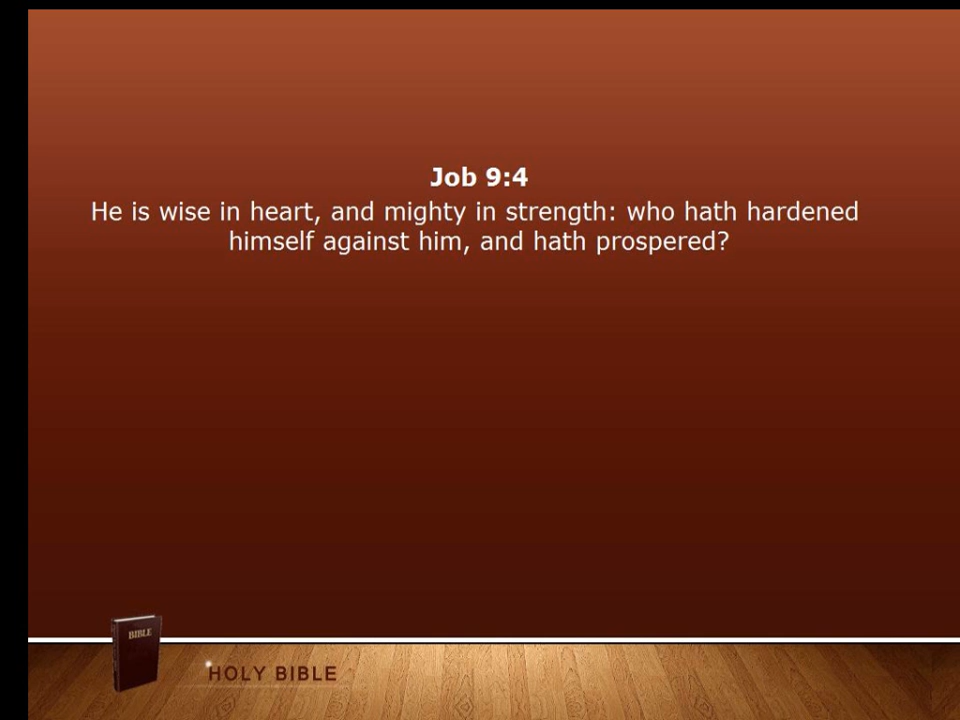 Job 9:4
He is wise in heart, and mighty in strength: who hath hardened
himself against him, and hath prospered?
BIBLE
HOLY BIBLE